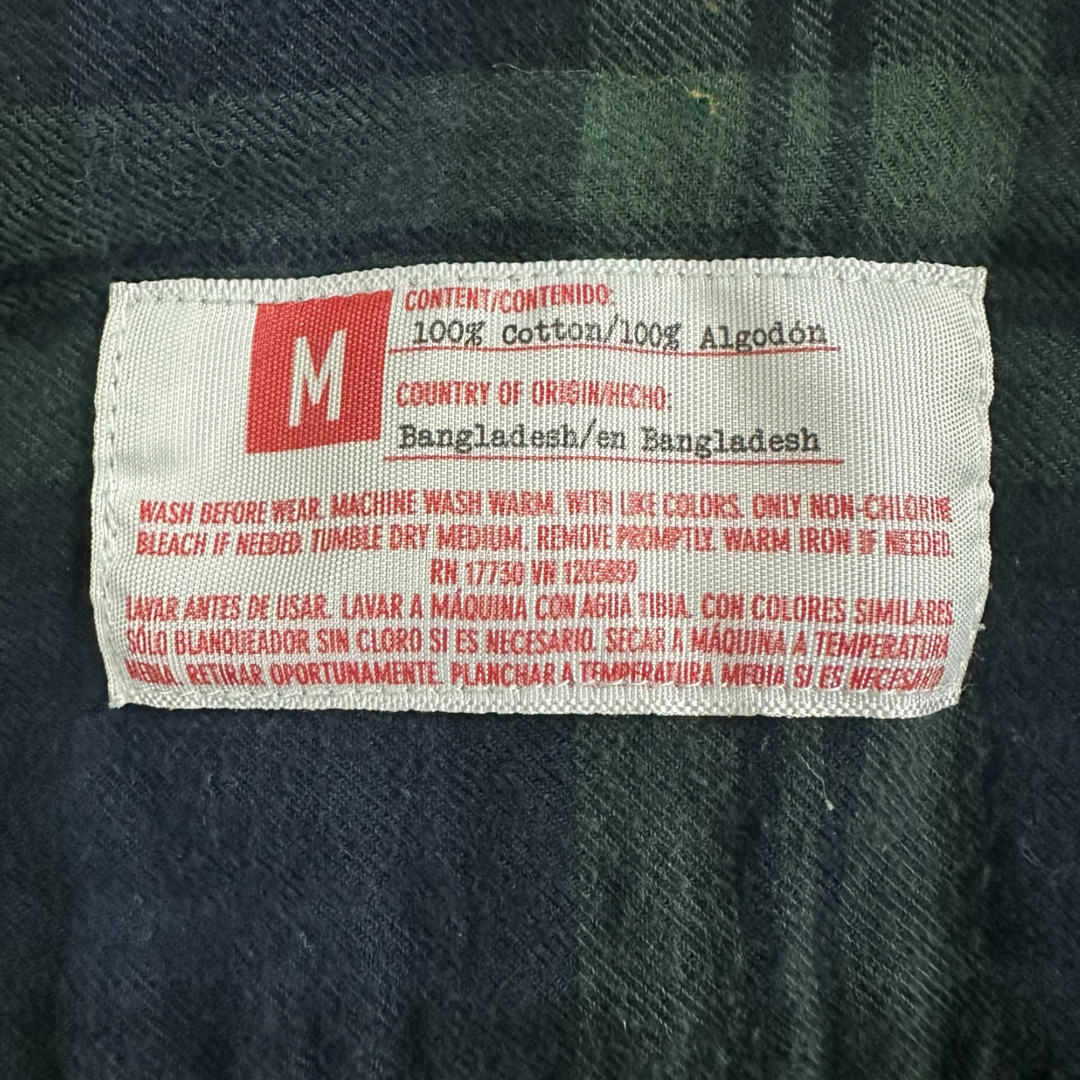 M
CONTENT/CONTENIDO:
100% cotton/100% Algodón
COUNTRY OF ORIGIN/HECHO:
Bangladesh/en Bangladesh
WASH BEFORE WEAR. MACHINE WASH WARM. WITH LIKE COLORS. ONLY NON-CHLORINE
BLEACH IF NEEDED. TUMBLE DRY MEDIUM. REMOVE PROMPTLY. WARM IRON IF NEEDED.
RN 17730 VN 1205859
LAVAR ANTES DE USAR. LAVAR A MÁQUINA CON AGUA TIBIA. CON COLORES SIMILARES
SÓLO BLANQUEADOR SIN CLORO SI ES NECESARIO. SECAR A MÁQUINA A TEMPERATURA
MEDIA. RETIRAR OPORTUNAMENTE. PLANCHAR A TEMPERATURA MEDIA SI ES NECESARIO